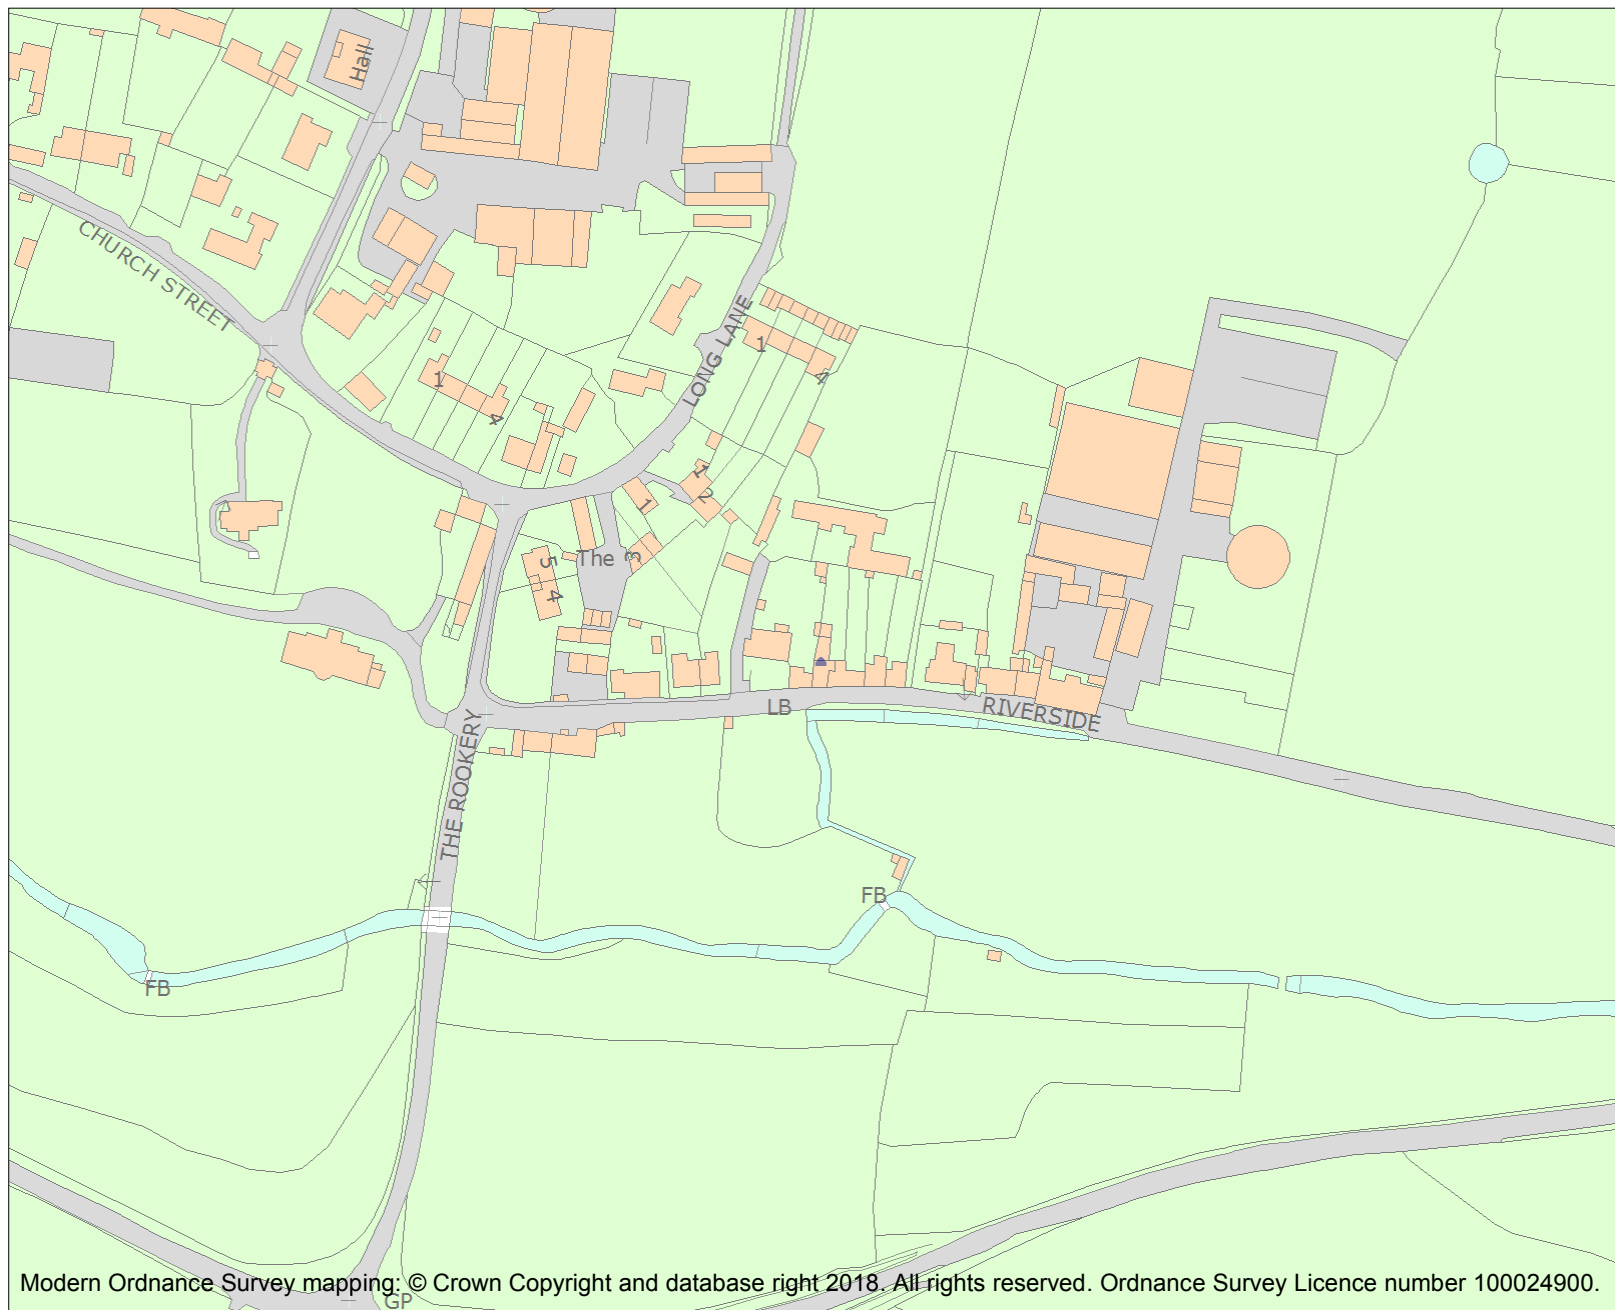 Hall
CHURCH STREET
LONG LANE
1
4
1
4
1
2
1
The
3
5
4
LB
RIVERSIDE
THE ROOKERY
FB
FB
Modern Ordnance Survey mapping: © Crown Copyright and database right 2018. All rights reserved. Ordnance Survey Licence number 100024900.
GP